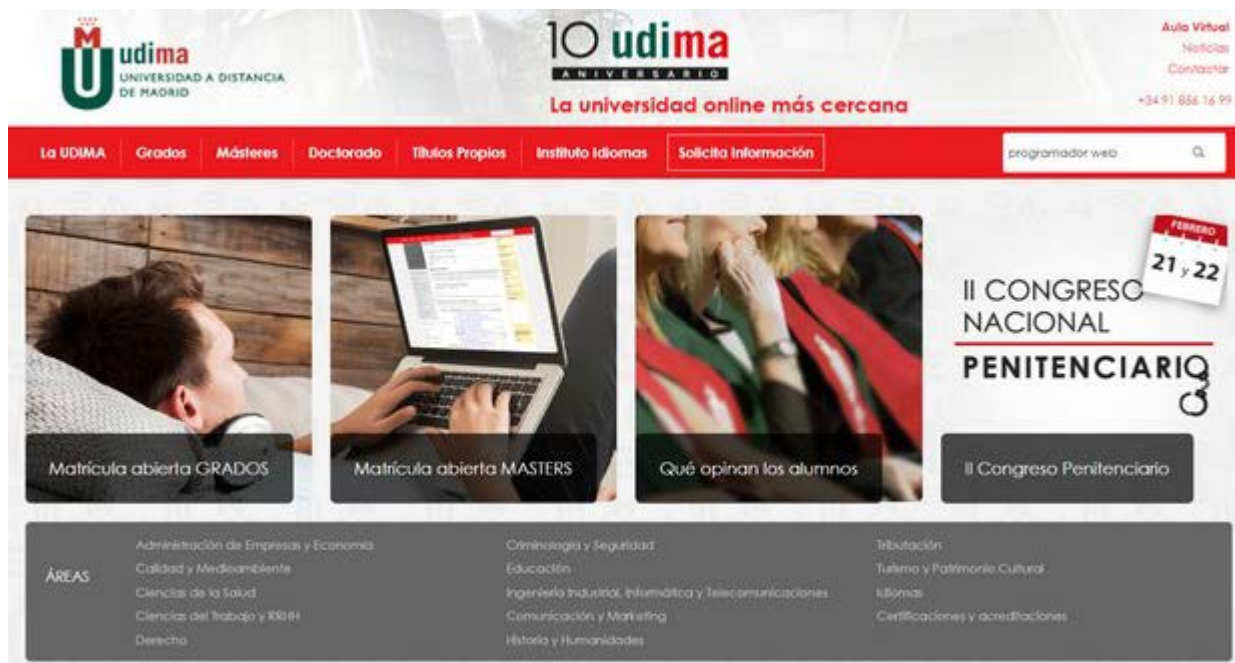 udima
UNIVERSIDAD A DISTANCIA
DE MADRID
10 udima
ANIVERSARIO
La universidad online más cercana
Aula Virtual
Noticias
Contactar
+34 91 856 16 99
La UDIMA
Grados
Másteres
Doctorado
Títulos Propios
Instituto Idiomas
Solicita Información
programador web
Matrícula abierta GRADOS
Matrícula abierta MASTERS
Qué opinan los alumnos
FEBRERO
21 y 22
II CONGRESO
NACIONAL
PENITENCIARIO
II Congreso Penitenciario
ÁREAS
Administración de Empresas y Economía
Calidad y Medioambiente
Ciencias de la Salud
Ciencias del Trabajo y RRHH
Derecho
Criminología y Seguridad
Educación
Ingeniería Industrial, Informática y Telecomunicaciones
Comunicación y Marketing
Historia y Humanidades
Tributación
Turismo y Patrimonio Cultural
Idiomas
Certificaciones y acreditaciones